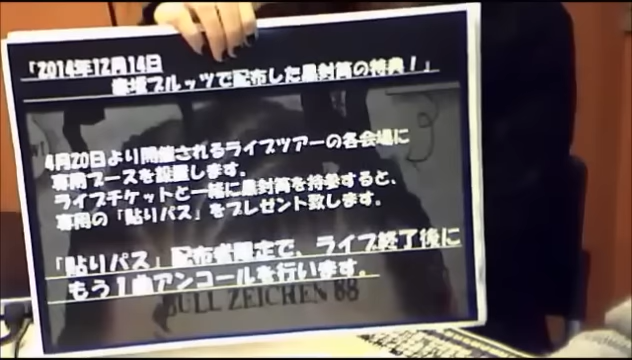 「2014年12月14日
赤坂ブルッツで配布した黒封筒の特典！」
4月20日より開催されるライブツアーの各会場に
専用ブースを設置します。
ライブチケットと一緒に黒封筒を持参すると、
専用の「貼りパス」をプレゼント致します。
「貼りパス」配布者限定で、ライブ終了後に
もう1曲アンコールを行います。
BULL ZEICHEN 88